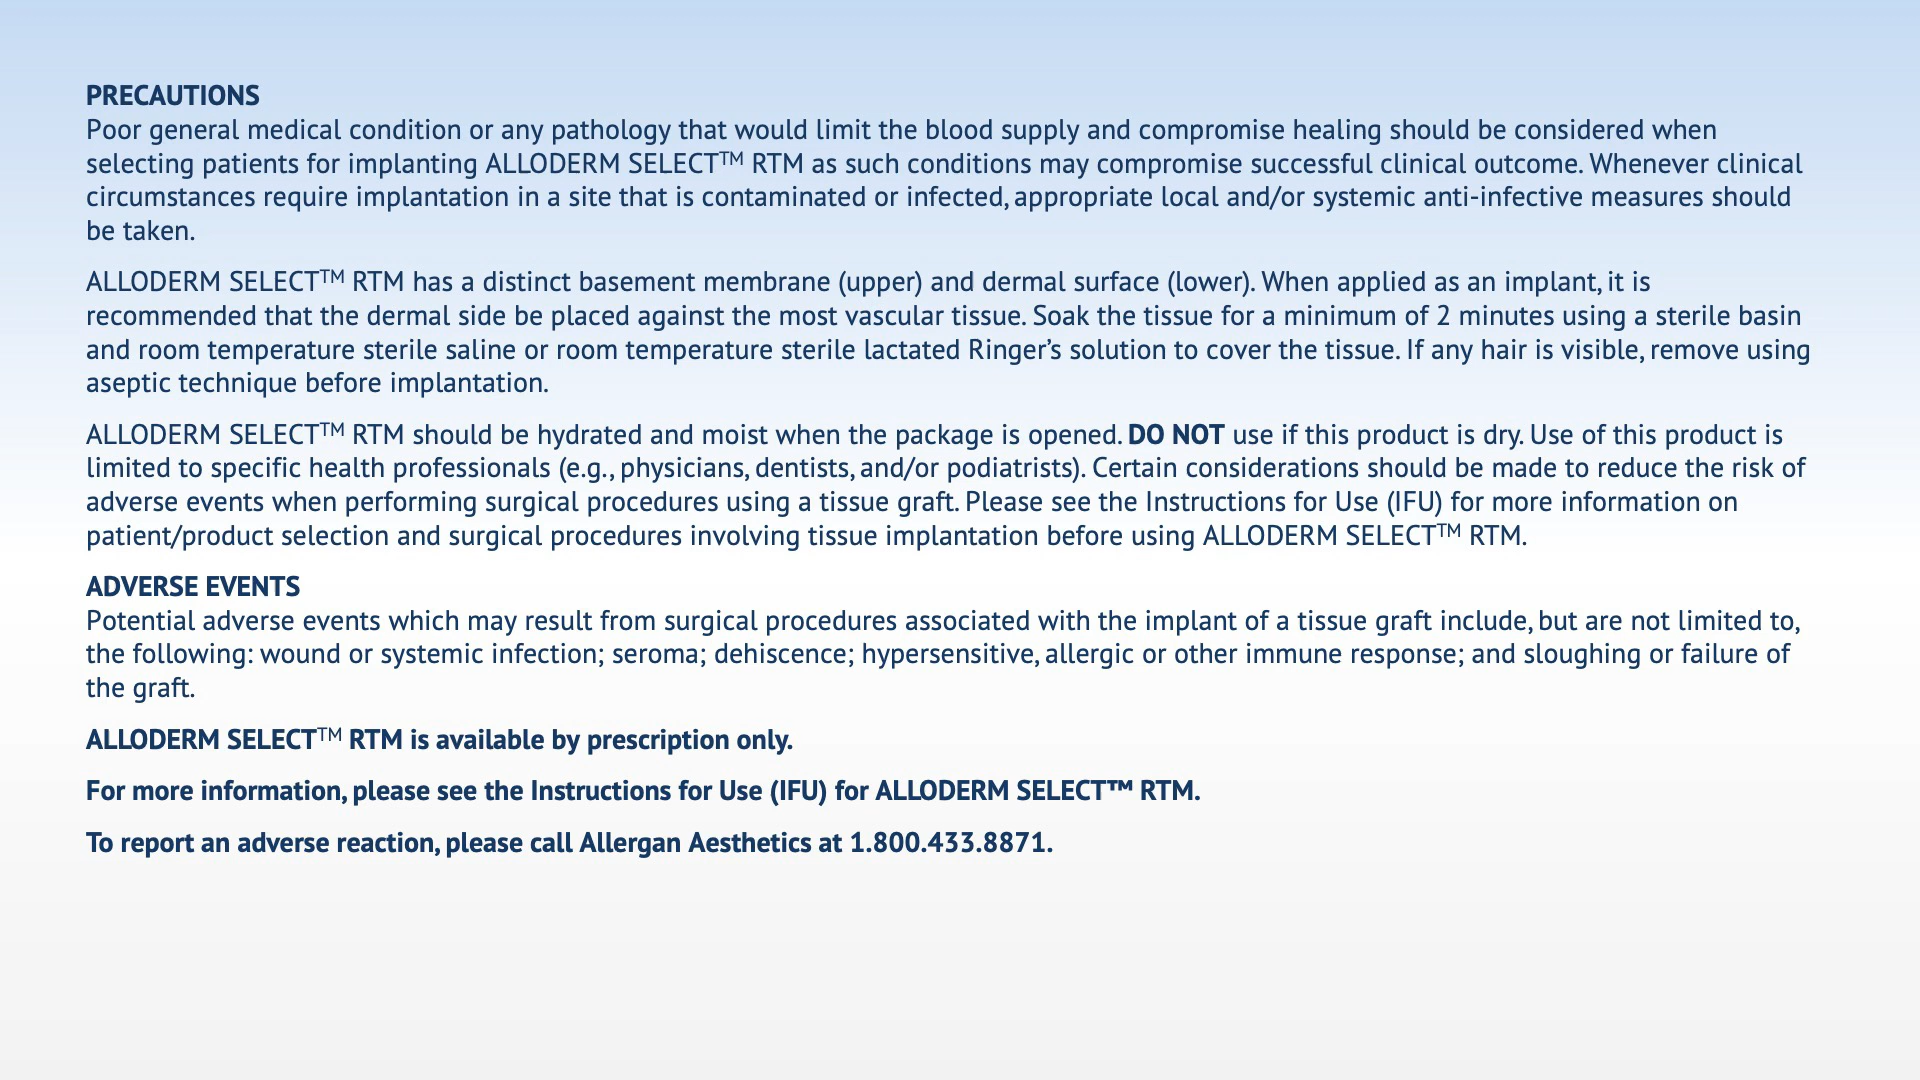 PRECAUTIONS
Poor general medical condition or any pathology that would limit the blood supply and compromise healing should be considered when
selecting patients for implanting ALLODERM SELECT™ RTM as such conditions may compromise successful clinical outcome. Whenever clinical
circumstances require implantation in a site that is contaminated or infected, appropriate local and/or systemic anti-infective measures should
be taken.
ALLODERM SELECT™ RTM has a distinct basement membrane (upper) and dermal surface (lower). When applied as an implant, it is
recommended that the dermal side be placed against the most vascular tissue. Soak the tissue for a minimum of 2 minutes using a sterile basin
and room temperature sterile saline or room temperature sterile lactated Ringer’s solution to cover the tissue. If any hair is visible, remove using
aseptic technique before implantation.
ALLODERM SELECT™ RTM should be hydrated and moist when the package is opened. DO NOT use if this product is dry. Use of this product is
limited to specific health professionals (e.g., physicians, dentists, and/or podiatrists). Certain considerations should be made to reduce the risk of
adverse events when performing surgical procedures using a tissue graft. Please see the Instructions for Use (IFU) for more information on
patient/product selection and surgical procedures involving tissue implantation before using ALLODERM SELECT™ RTM.
ADVERSE EVENTS
Potential adverse events which may result from surgical procedures associated with the implant of a tissue graft include, but are not limited to,
the following: wound or systemic infection; seroma; dehiscence; hypersensitive, allergic or other immune response; and sloughing or failure of
the graft.
ALLODERM SELECT™ RTM is available by prescription only.
For more information, please see the Instructions for Use (IFU) for ALLODERM SELECT™ RTM.
To report an adverse reaction, please call Allergan Aesthetics at 1.800.433.8871.